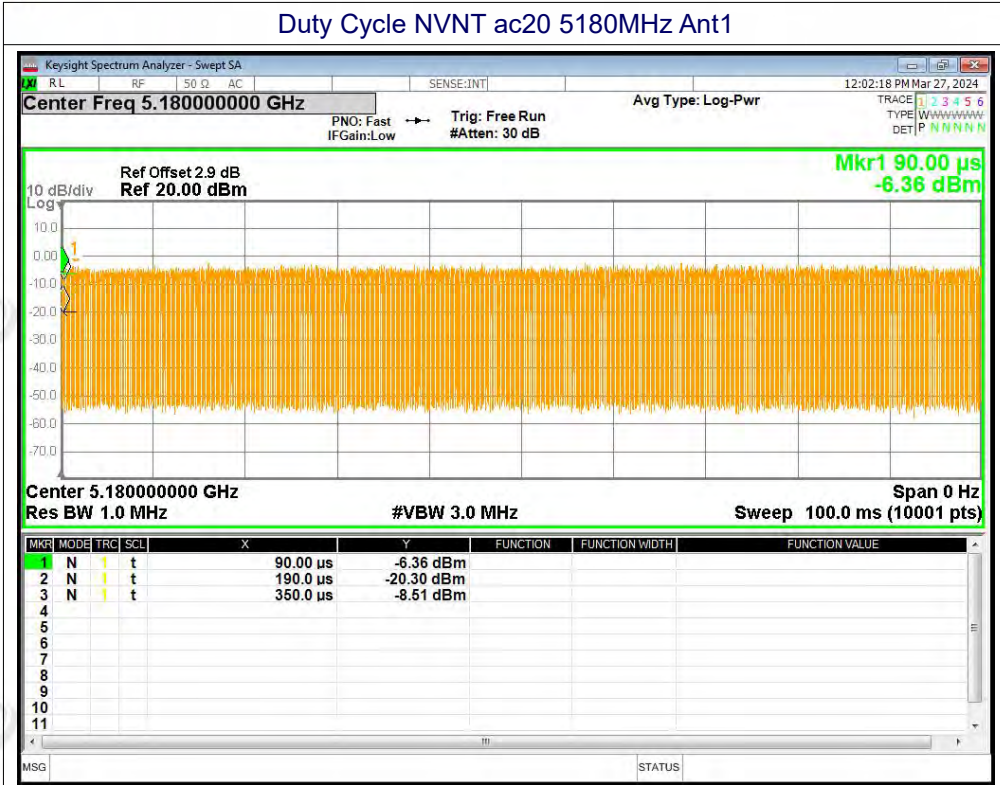 Duty Cycle NVNT ac20 5180MHz Ant1
Keysight Spectrum Analyzer - Swept SA
LXI RL RF 50 Ω AC SENSE:INT 12:02:18 PM Mar 27, 2024
Center Freq 5.180000000 GHz Avg Type: Log-Pwr TRACE 1 2 3 4 5 6
PNO: Fast Trig: Free Run TYPE WWWWWW
IFGain:Low #Atten: 30 dB DET P N N N N N
Mkr1 90.00 µs
-6.36 dBm
Ref Offset 2.9 dB
10 dB/div Ref 20.00 dBm
Log
10.0
0.00
-10.0
-20.0
-30.0
-40.0
-50.0
-60.0
-70.0
1
Center 5.180000000 GHz Span 0 Hz
Res BW 1.0 MHz #VBW 3.0 MHz Sweep 100.0 ms (10001 pts)
MKR MODE TRC SCL X Y FUNCTION FUNCTION WIDTH FUNCTION VALUE
1 N 1 t 90.00 µs -6.36 dBm
2 N 1 t 190.0 µs -20.30 dBm
3 N 1 t 350.0 µs -8.51 dBm
4
5
6
7
8
9
10
11
MSG STATUS